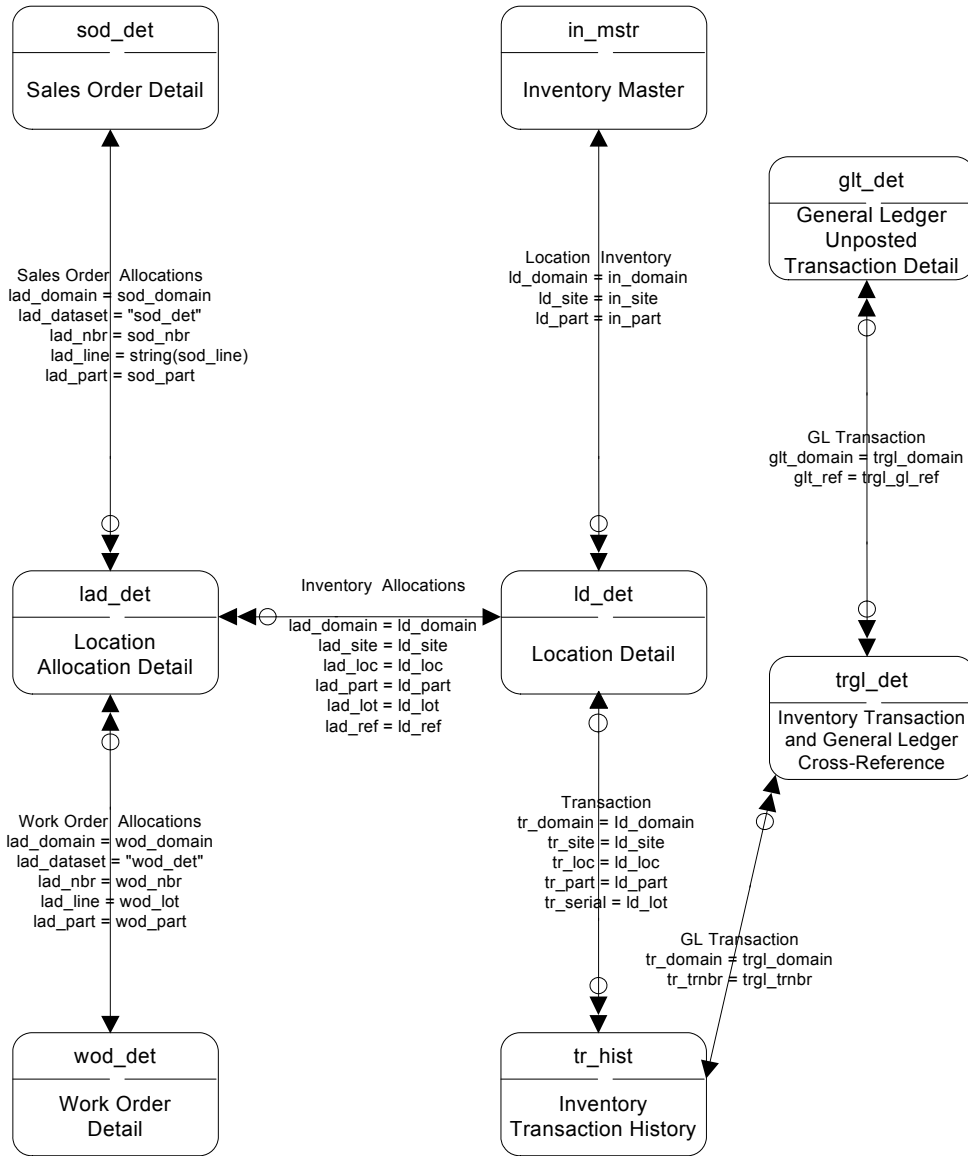 sod_det
Sales Order Detail
in_mstr
Inventory Master
glt_det
General Ledger
Unposted
Transaction Detail
Sales Order Allocations
lad_domain = sod_domain
lad_dataset = "sod_det"
lad_nbr = sod_nbr
lad_line = string(sod_line)
lad_part = sod_part
Location Inventory
ld_domain = in_domain
ld_site = in_site
ld_part = in_part
GL Transaction
glt_domain = trgl_domain
glt_ref = trgl_gl_ref
lad_det
Location
Allocation Detail
Inventory Allocations
lad_domain = ld_domain
lad_site = ld_site
lad_loc = ld_loc
lad_part = ld_part
lad_lot = ld_lot
lad_ref = ld_ref
ld_det
Location Detail
trgl_det
Inventory Transaction
and General Ledger
Cross-Reference
Work Order Allocations
lad_domain = wod_domain
lad_dataset = "wod_det"
lad_nbr = wod_nbr
lad_line = wod_lot
lad_part = wod_part
Transaction
tr_domain = ld_domain
tr_site = ld_site
tr_loc = ld_loc
tr_part = ld_part
tr_serial = ld_lot
GL Transaction
tr_domain = trgl_domain
tr_trnbr = trgl_trnbr
wod_det
Work Order
Detail
tr_hist
Inventory
Transaction History